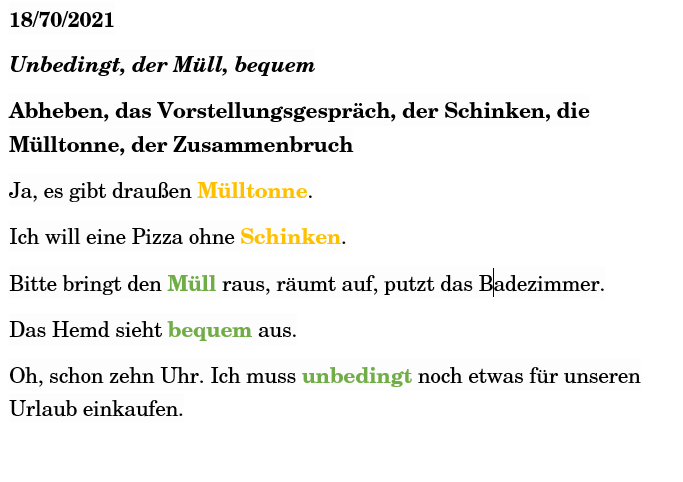 18/70/2021
Unbedingt, der Müll, bequem
Abheben, das Vorstellungsgespräch, der Schinken, die
Mülltonne, der Zusammenbruch
Ja, es gibt draußen Mülltonne.
Ich will eine Pizza ohne Schinken.
Bitte bringt den Müll raus, räumt auf, putzt das Badezimmer.
Das Hemd sieht bequem aus.
Oh, schon zehn Uhr. Ich muss unbedingt noch etwas für unseren
Urlaub einkaufen.